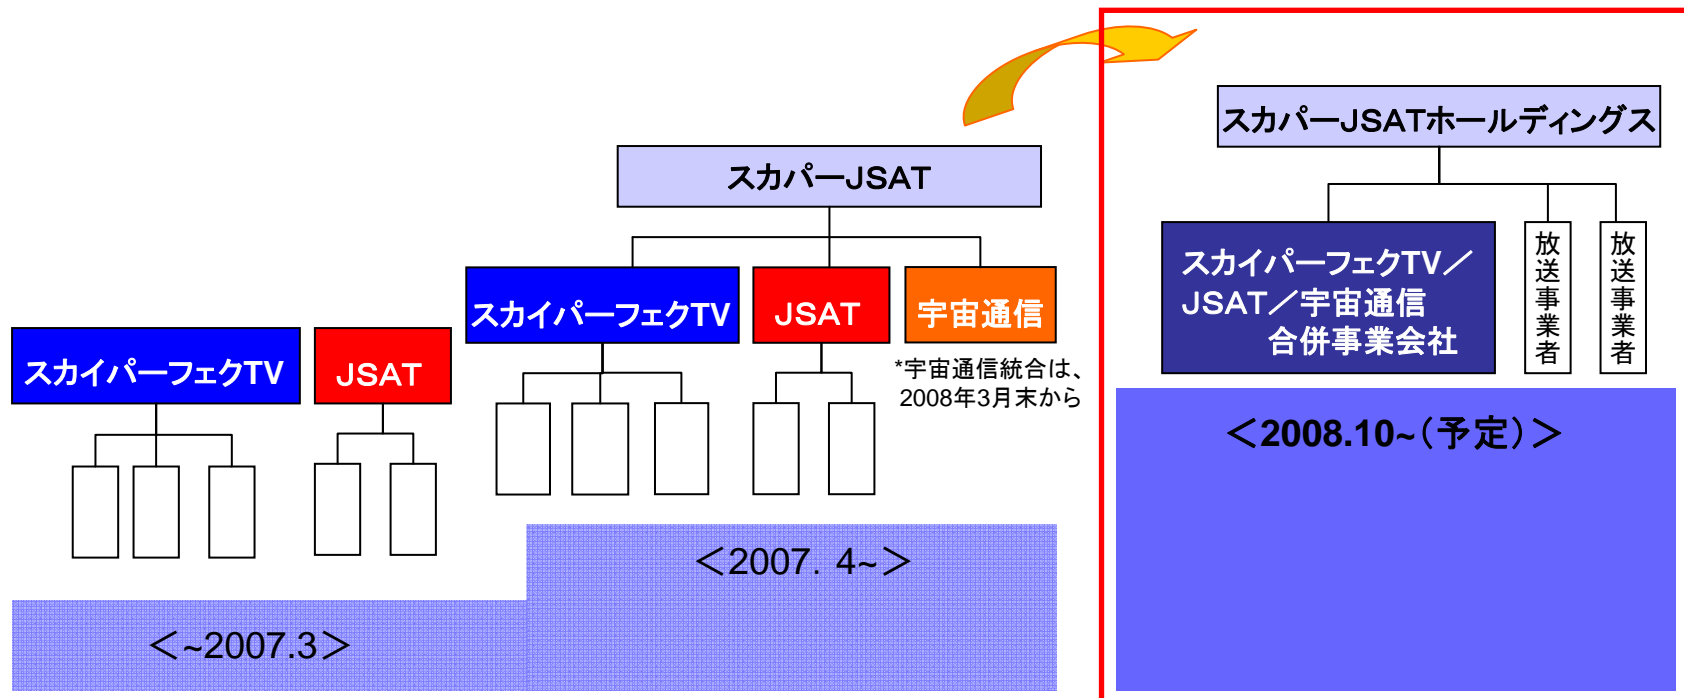 スカイパーフェクTV
JSAT
＜~2007.3＞
スカパーJSAT
スカイパーフェクTV
JSAT
宇宙通信
*宇宙通信統合は、
2008年3月末から
＜2007. 4~＞
スカパーJSATホールディングス
スカイパーフェクTV／
JSAT／宇宙通信
合併事業会社
放送事業者
放送事業者
＜2008.10~（予定）＞